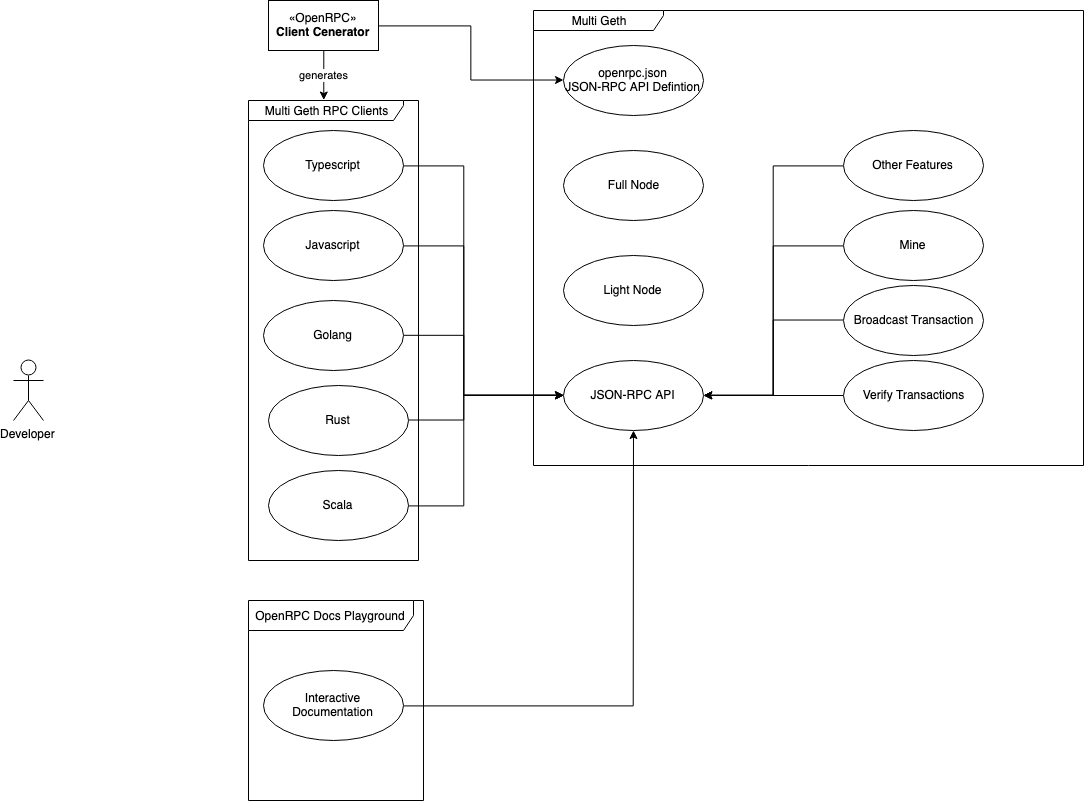 «OpenRPC»
Client Cenerator
generates
Multi Geth RPC Clients
Typescript
Javascript
Golang
Rust
Scala
Developer
OpenRPC Docs Playground
Interactive
Documentation
Multi Geth
openrpc.json
JSON-RPC API Defintion
Full Node
Light Node
JSON-RPC API
Other Features
Mine
Broadcast Transaction
Verify Transactions